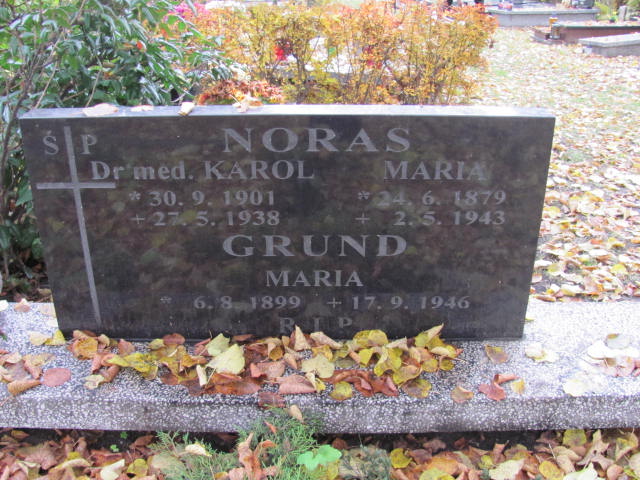 Ś P NORAS
Dr med. KAROL MARIA
* 30. 9. 1901 * 24. 6. 1879
+ 27. 5. 1938 + 2. 5. 1943
GRUND
MARIA
* 6. 8. 1899 + 17. 9. 1946
R.I.P.